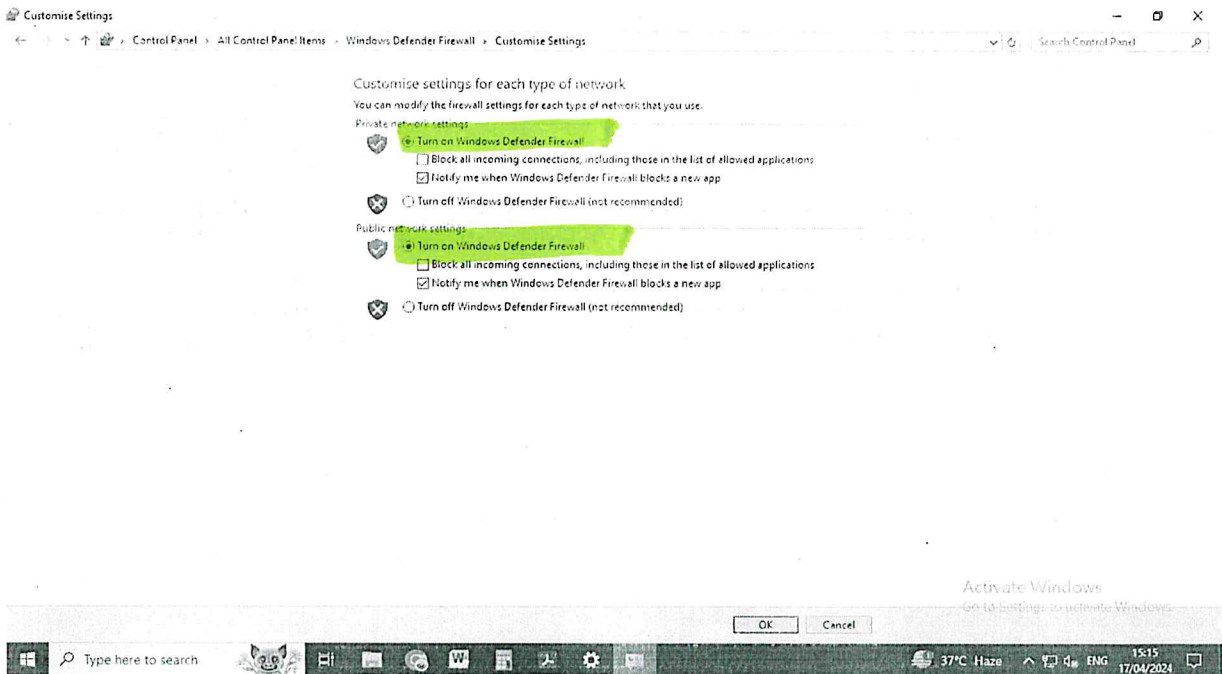 Customise Settings
Control Panel > All Control Panel Items > Windows Defender Firewall > Customise Settings
Search Control Panel
Customise settings for each type of network
You can modify the firewall settings for each type of network that you use.
Private network settings
Turn on Windows Defender Firewall
Block all incoming connections, including those in the list of allowed applications
Notify me when Windows Defender Firewall blocks a new app
Turn off Windows Defender Firewall (not recommended)
Public network settings
Turn on Windows Defender Firewall
Block all incoming connections, including those in the list of allowed applications
Notify me when Windows Defender Firewall blocks a new app
Turn off Windows Defender Firewall (not recommended)
Activate Windows
Go to Settings to activate Windows.
OK Cancel
Type here to search
37°C Haze
ENG
15:15
17/04/2024